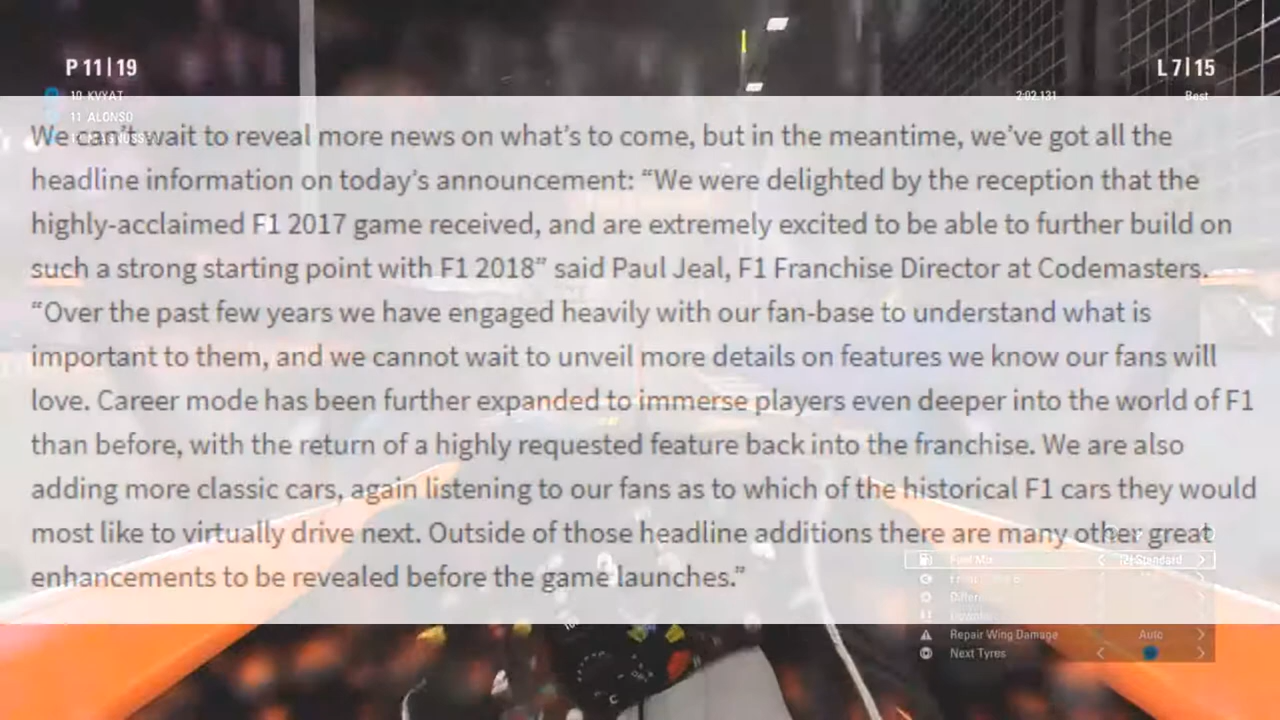 P 11|19
L 7|15
10 KVYAT
2:02.131
Best
11 ALONSO
We can't wait to reveal more news on what's to come, but in the meantime, we've got all the
headline information on today's announcement: “We were delighted by the reception that the
highly-acclaimed F1 2017 game received, and are extremely excited to be able to further build on
such a strong starting point with F1 2018” said Paul Jeal, F1 Franchise Director at Codemasters.
“Over the past few years we have engaged heavily with our fan-base to understand what is
important to them, and we cannot wait to unveil more details on features we know our fans will
love. Career mode has been further expanded to immerse players even deeper into the world of F1
than before, with the return of a highly requested feature back into the franchise. We are also
adding more classic cars, again listening to our fans as to which of the historical F1 cars they would
most like to virtually drive next. Outside of those headline additions there are many other great
enhancements to be revealed before the game launches.”
Fuel Mix Standard
Repair Wing Damage Auto
Next Tyres